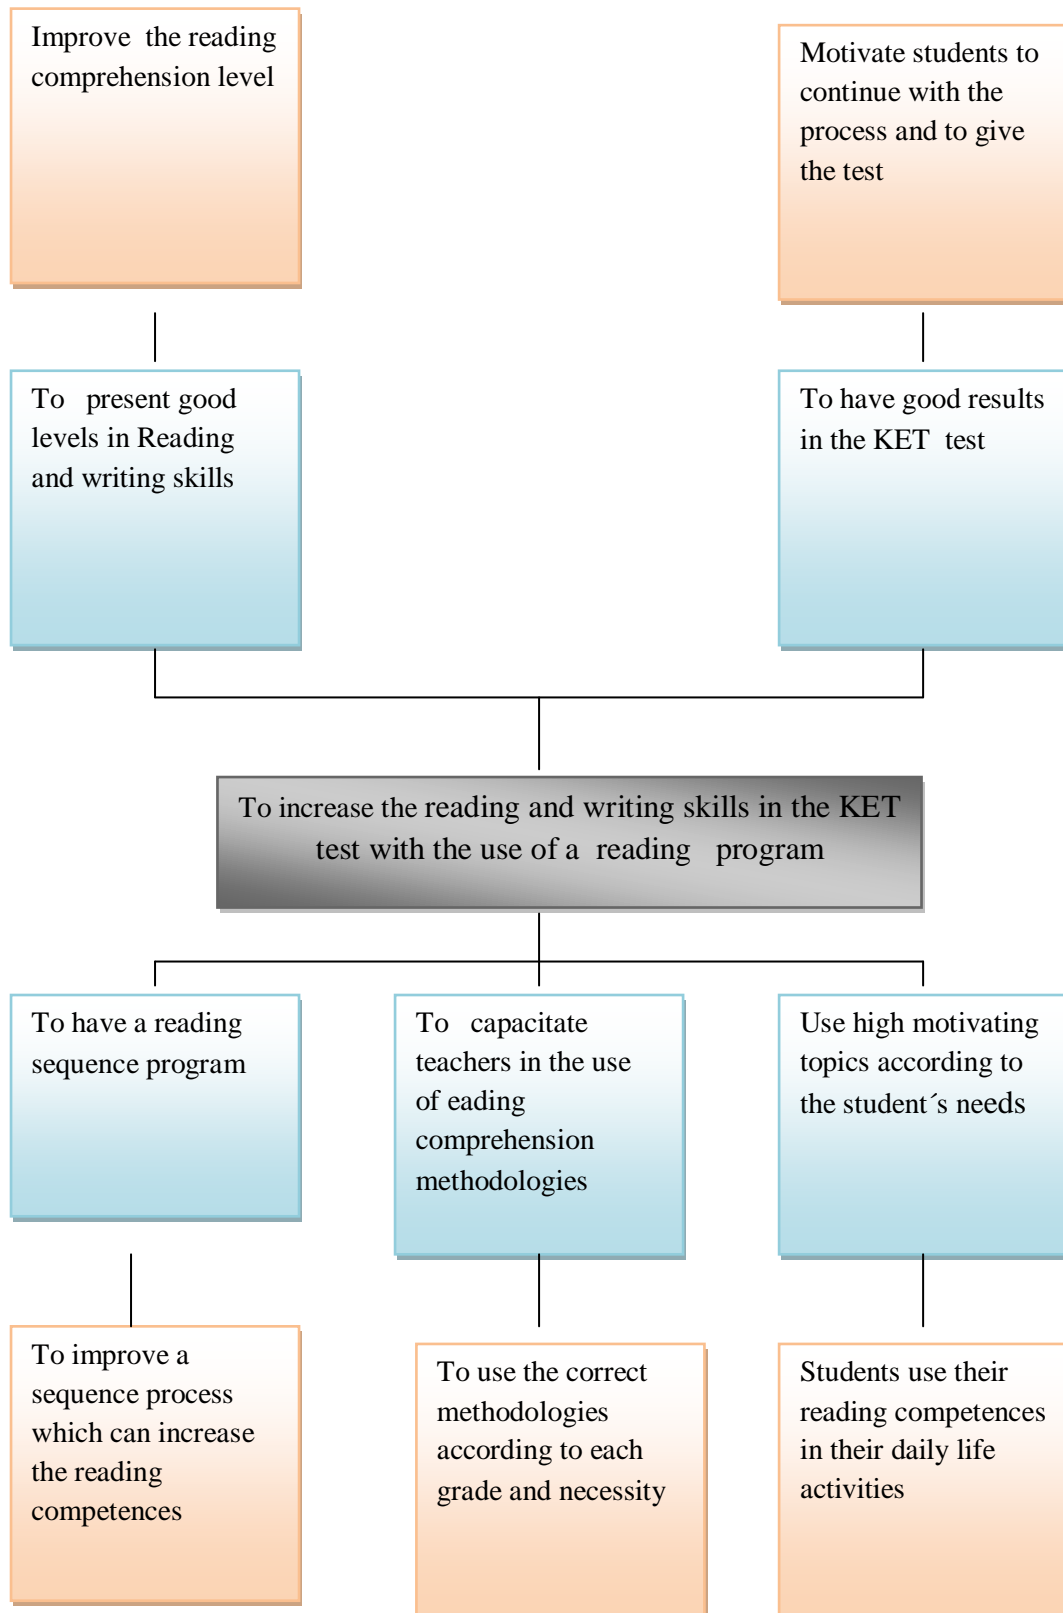 Improve the reading
comprehension level
Motivate students to
continue with the
process and to give
the test
To present good
levels in Reading
and writing skills
To have good results
in the KET test
To increase the reading and writing skills in the KET
test with the use of a reading program
To have a reading
sequence program
To capacitate
teachers in the use
of eading
comprehension
methodologies
Use high motivating
topics according to
the student´s needs
To improve a
sequence process
which can increase
the reading
competences
To use the correct
methodologies
according to each
grade and necessity
Students use their
reading competences
in their daily life
activities